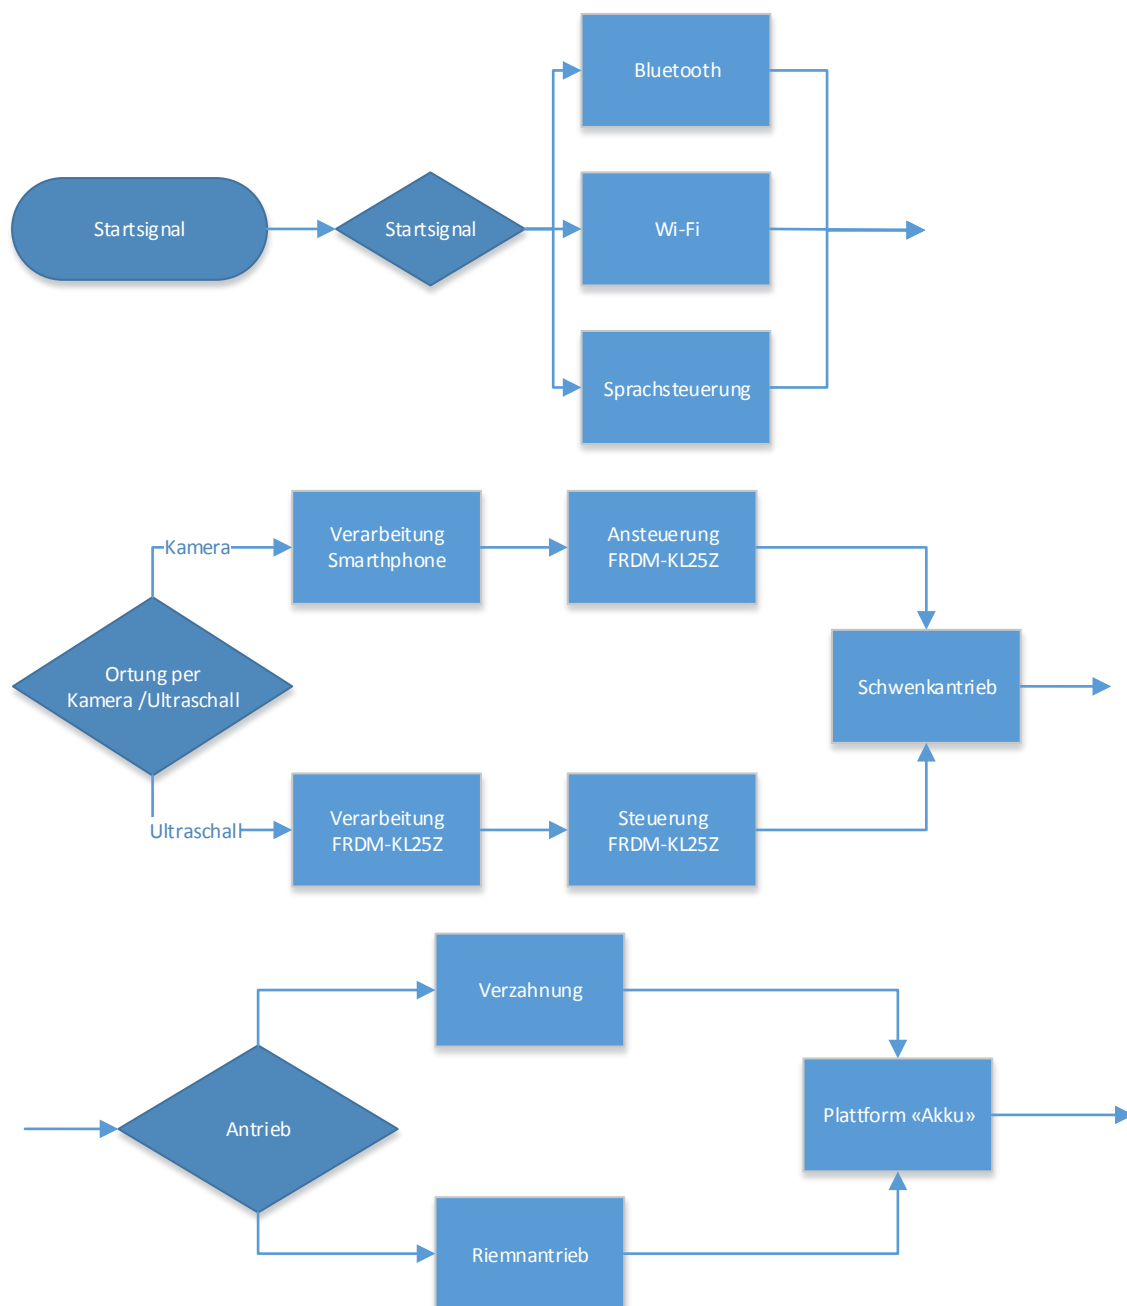 Bluetooth
Startsignal
Startsignal
Wi-Fi
Sprachsteuerung
Kamera
Verarbeitung
Smarthphone
Ansteuerung
FRDM-KL25Z
Ortung per
Kamera /Ultraschall
Schwenkantrieb
Ultraschall
Verarbeitung
FRDM-KL25Z
Steuerung
FRDM-KL25Z
Verzahnung
Antrieb
Plattform «Akku»
Riemnantrieb